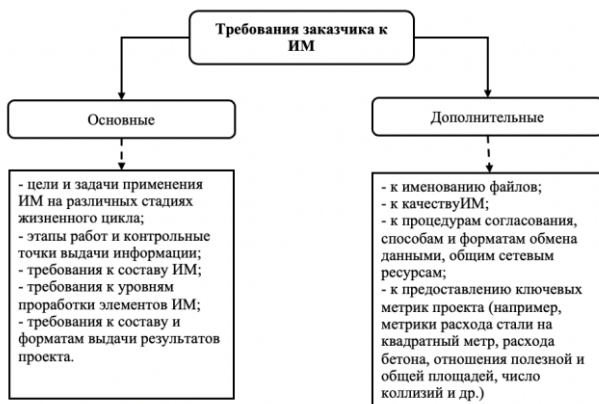 Требования заказчика к
ИМ
Основные
Дополнительные
- цели и задачи применения
ИМ на различных стадиях
жизненного цикла;
- этапы работ и контрольные
точки выдачи информации;
- требования к составу ИМ;
- требования к уровням
проработки элементов ИМ;
- требования к составу и
форматам выдачи результатов
проекта.
- к именованию файлов;
- к качествуИМ;
- к процедурам согласования,
способам и форматам обмена
данными, общим сетевым
ресурсам;
- к предоставлению ключевых
метрик проекта (например,
метрики расхода стали на
квадратный метр, расхода
бетона, отношения полезной и
общей площадей, число
коллизий и др.)